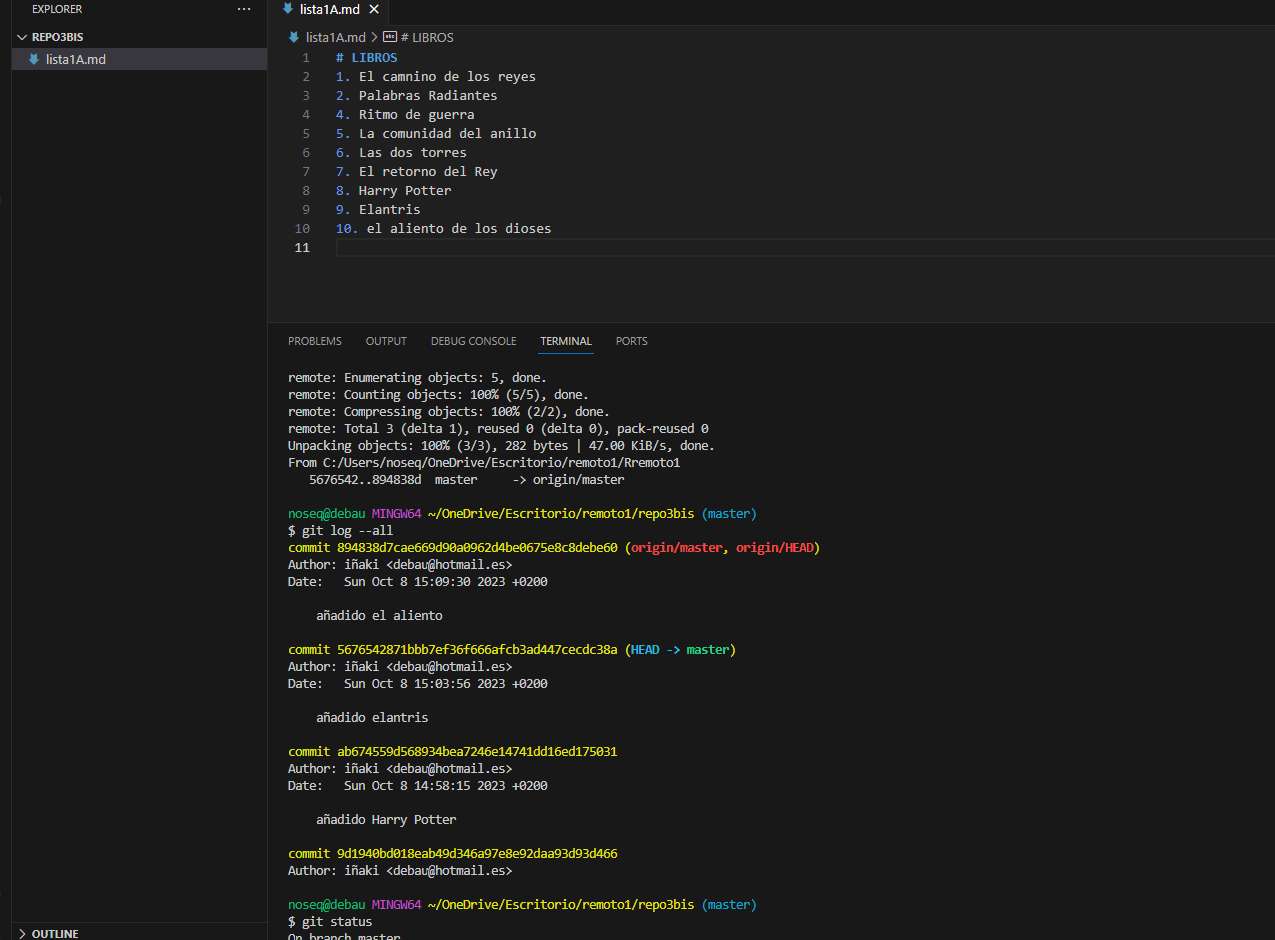 EXPLORER ...
lista1A.md
REPO3BIS
lista1A.md
lista1A.md > # LIBROS
1 # LIBROS
2 1. El camnino de los reyes
3 2. Palabras Radiantes
4 4. Ritmo de guerra
5 5. La comunidad del anillo
6 6. Las dos torres
7 7. El retorno del Rey
8 8. Harry Potter
9 9. Elantris
10 10. el aliento de los dioses
11
PROBLEMS OUTPUT DEBUG CONSOLE TERMINAL PORTS
remote: Enumerating objects: 5, done.
remote: Counting objects: 100% (5/5), done.
remote: Compressing objects: 100% (2/2), done.
remote: Total 3 (delta 1), reused 0 (delta 0), pack-reused 0
Unpacking objects: 100% (3/3), 282 bytes | 47.00 KiB/s, done.
From C:/Users/noseq/OneDrive/Escritorio/remoto1/Rremoto1
5676542..894838d master -> origin/master
noseq@debau MINGW64 ~/OneDrive/Escritorio/remoto1/repo3bis (master)
$ git log --all
commit 894838d7cae669d90a0962d4be0675e8c8debe60 (origin/master, origin/HEAD)
Author: iñaki <debau@hotmail.es>
Date: Sun Oct 8 15:09:30 2023 +0200
añadido el aliento
commit 5676542871bbb7ef36f666afcb3ad447cecdc38a (HEAD -> master)
Author: iñaki <debau@hotmail.es>
Date: Sun Oct 8 15:03:56 2023 +0200
añadido elantris
commit ab674559d568934bea7246e14741dd16ed175031
Author: iñaki <debau@hotmail.es>
Date: Sun Oct 8 14:58:15 2023 +0200
añadido Harry Potter
commit 9d1940bd018eab49d346a97e8e92daa93d93d466
Author: iñaki <debau@hotmail.es>
noseq@debau MINGW64 ~/OneDrive/Escritorio/remoto1/repo3bis (master)
$ git status
On branch master
OUTLINE